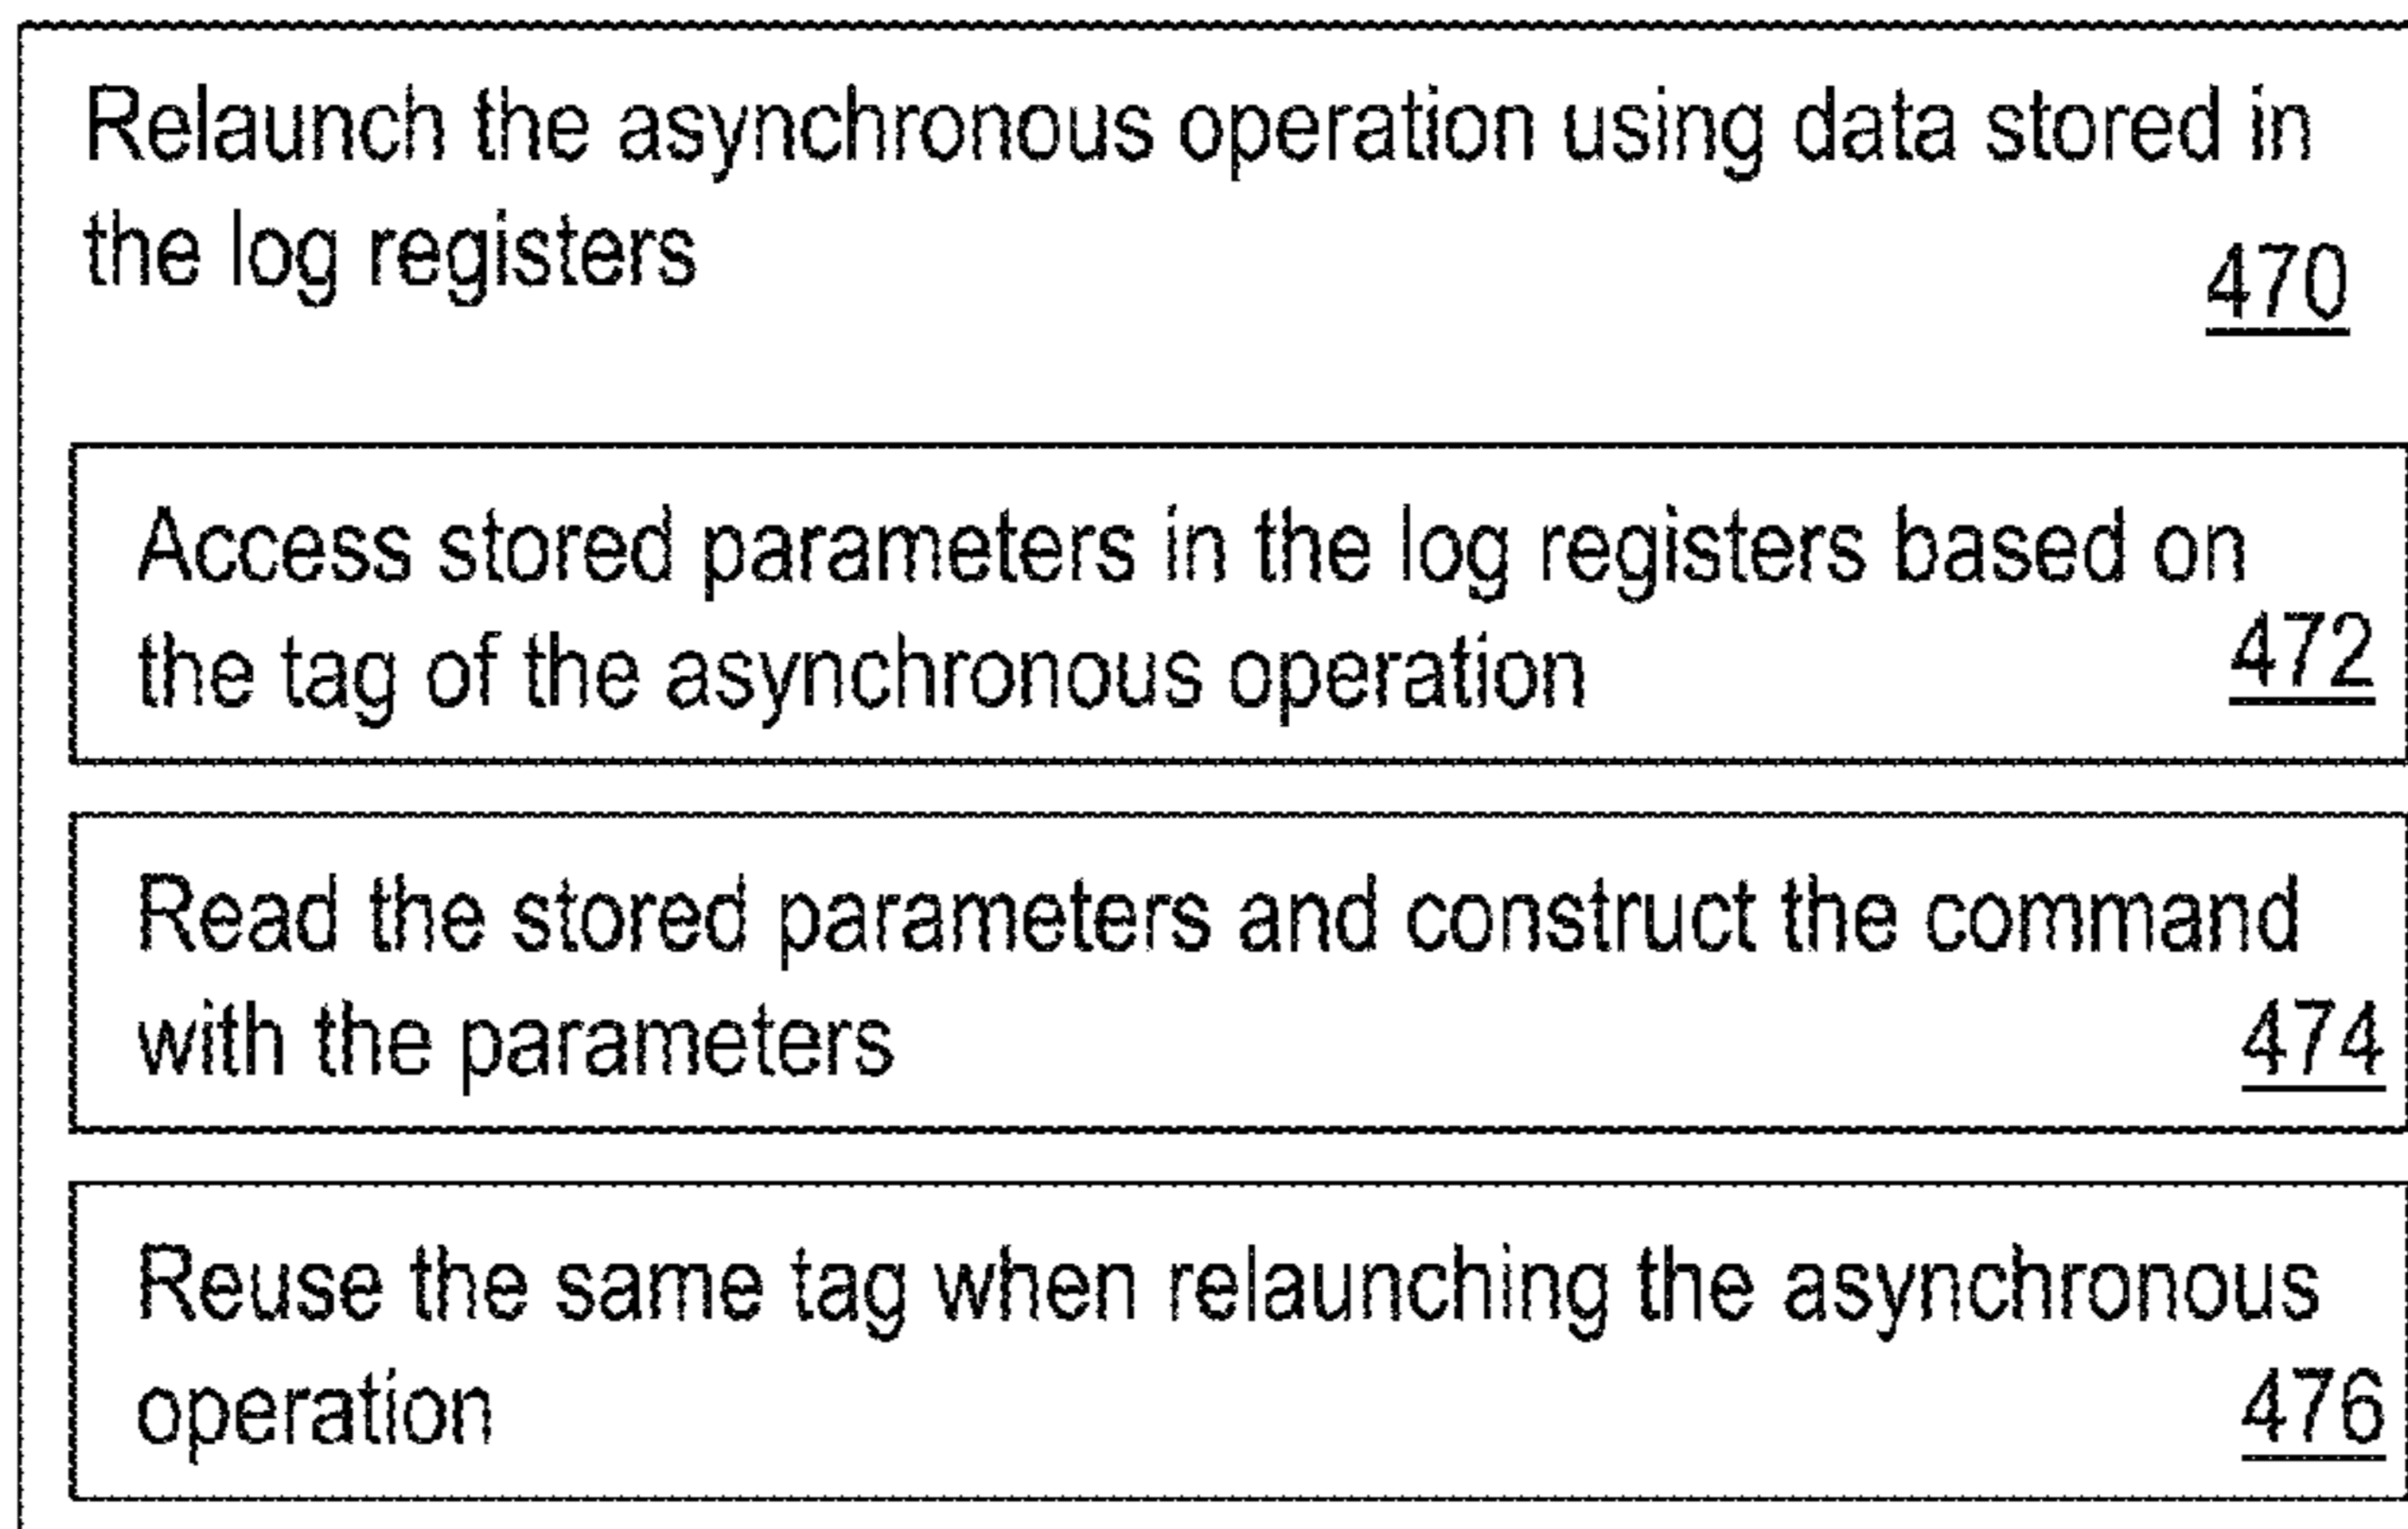 Relaunch the asynchronous operation using data stored in
the log registers
470
Access stored parameters in the log registers based on
the tag of the asynchronous operation
472
Read the stored parameters and construct the command
with the parameters
474
Reuse the same tag when relaunching the asynchronous
operation
476